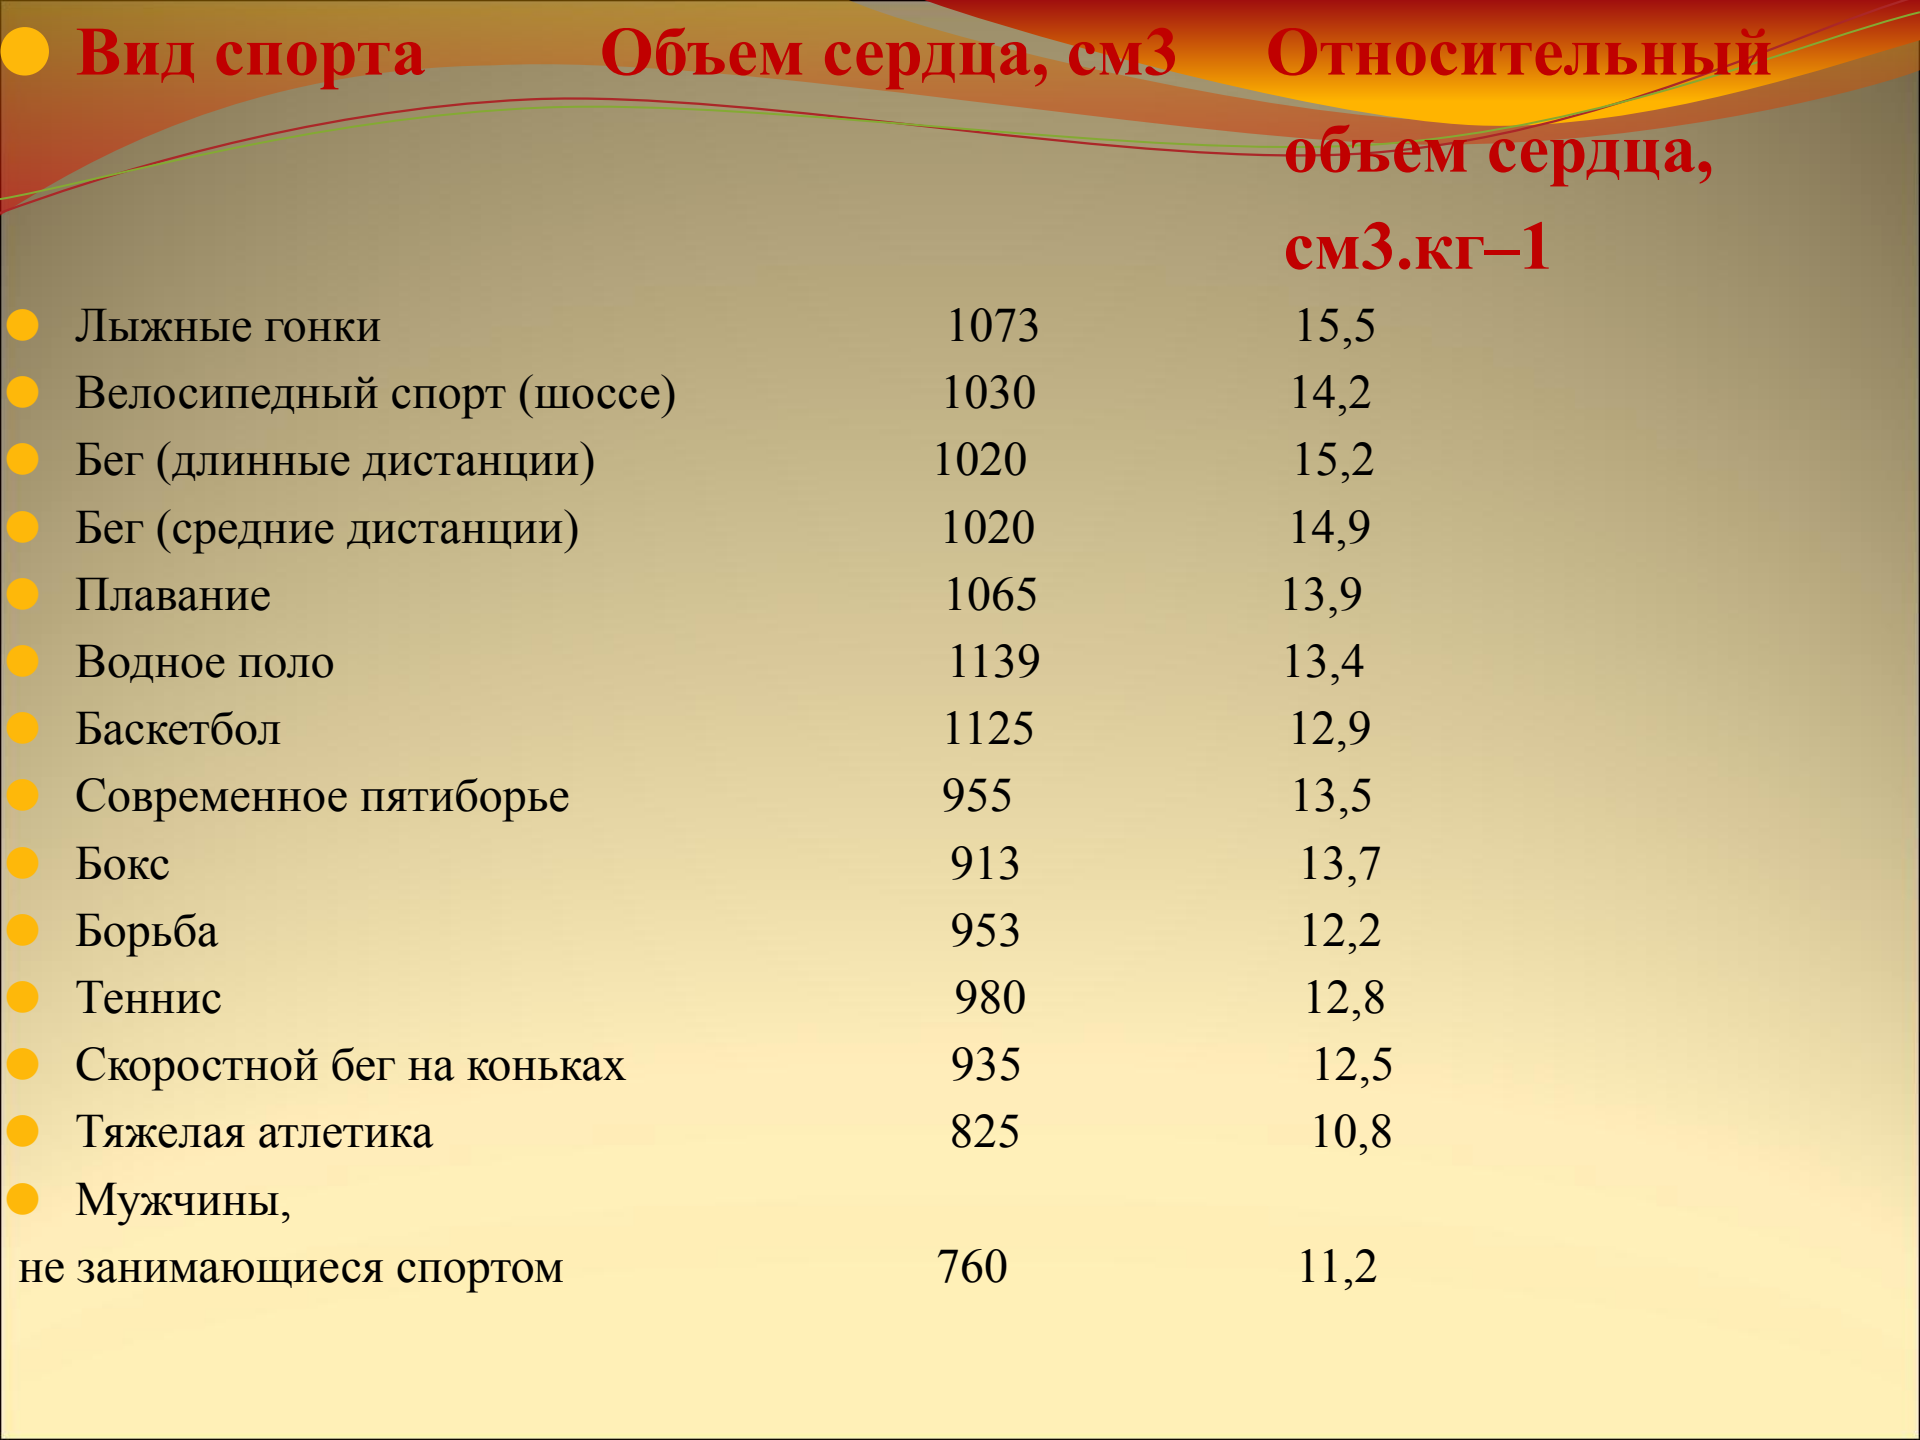 Вид спорта Объем сердца, см3 Относительный
объем сердца,
см3.кг–1
Лыжные гонки 1073 15,5
Велосипедный спорт (шоссе) 1030 14,2
Бег (длинные дистанции) 1020 15,2
Бег (средние дистанции) 1020 14,9
Плавание 1065 13,9
Водное поло 1139 13,4
Баскетбол 1125 12,9
Современное пятиборье 955 13,5
Бокс 913 13,7
Борьба 953 12,2
Теннис 980 12,8
Скоростной бег на коньках 935 12,5
Тяжелая атлетика 825 10,8
Мужчины,
не занимающиеся спортом 760 11,2